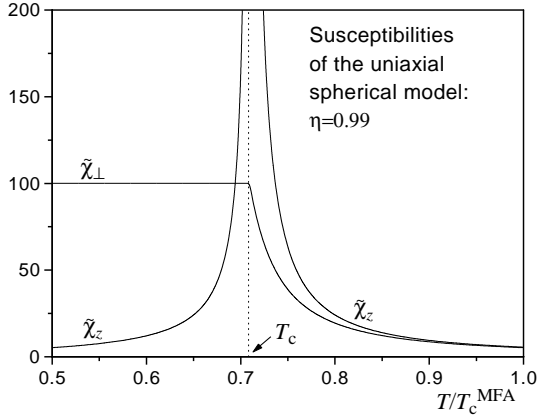 200
150
100
50
0
0.5 0.6 0.7 0.8 0.9 1.0
Susceptibilities
of the uniaxial
spherical model:
η=0.99
χ̃⊥
χ̃z
χ̃z
Tc
T/TcMFA